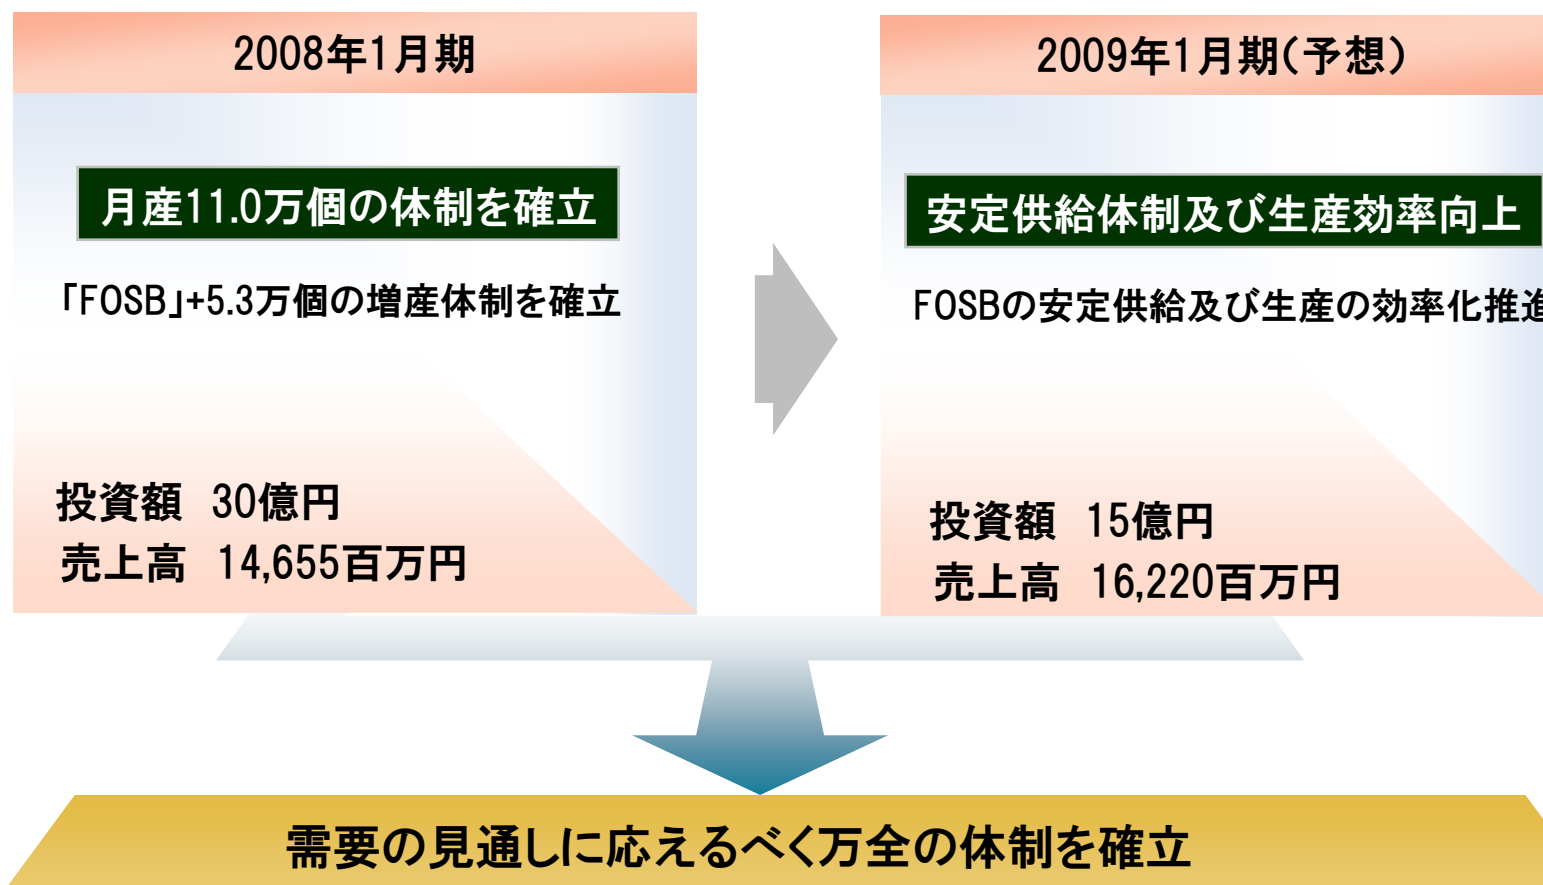 2008年1月期
月産11.0万個の体制を確立
「FOSB」+5.3万個の増産体制を確立
投資額　30億円
売上高　14,655百万円
2009年1月期(予想)
安定供給体制及び生産効率向上
FOSBの安定供給及び生産の効率化推進
投資額　15億円
売上高　16,220百万円
需要の見通しに応えるべく万全の体制を確立